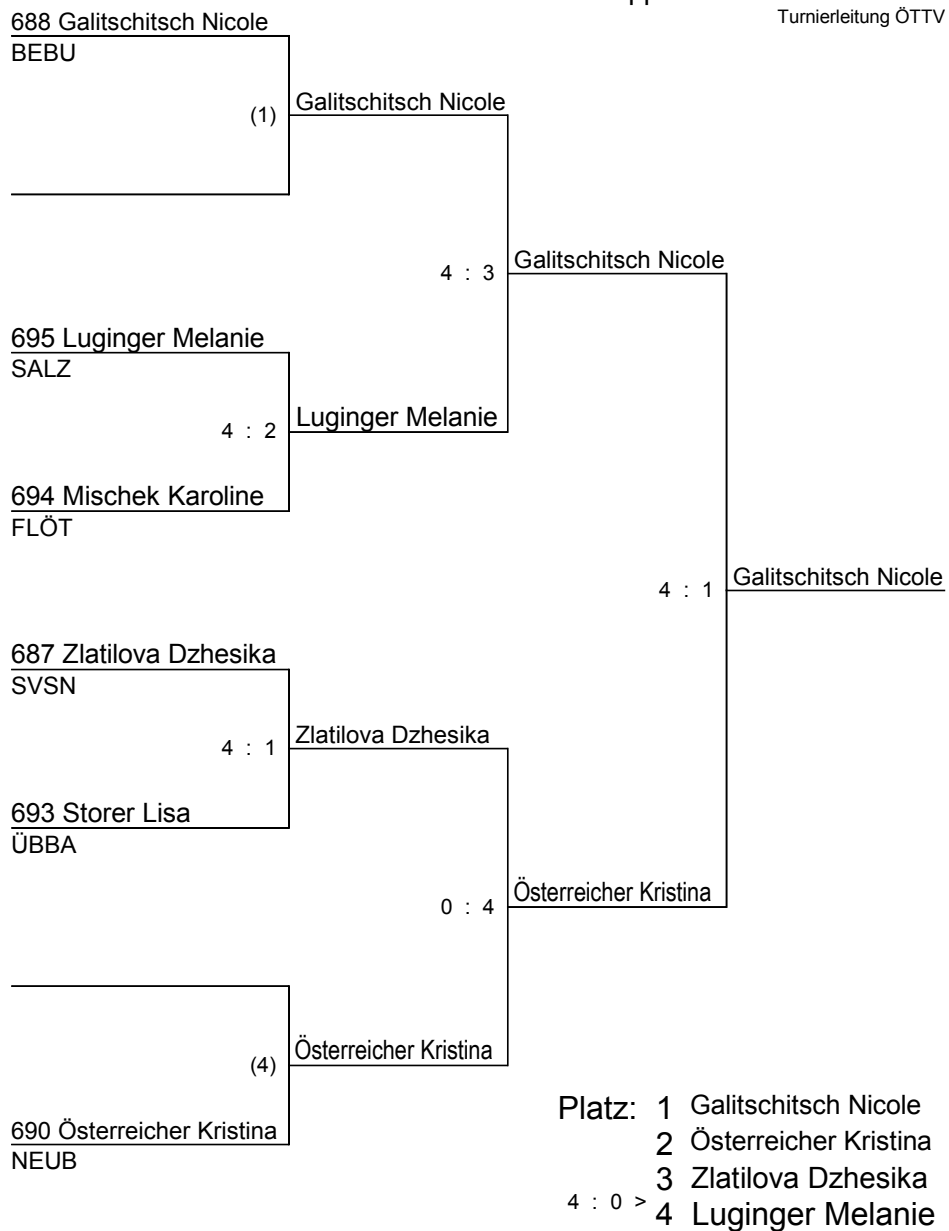 688 Galitschitsch Nicole
Turnierleitung ÖTTV
BEBU
(1)
Galitschitsch Nicole
4 : 3
Galitschitsch Nicole
695 Luginger Melanie
SALZ
4 : 2
Luginger Melanie
694 Mischek Karoline
FLÖT
4 : 1
Galitschitsch Nicole
687 Zlatilova Dzhesika
SVSN
4 : 1
Zlatilova Dzhesika
693 Storer Lisa
ÜBBA
0 : 4
Österreicher Kristina
(4)
Österreicher Kristina
690 Österreicher Kristina
NEUB
Platz: 1 Galitschitsch Nicole
2 Österreicher Kristina
3 Zlatilova Dzhesika
4 : 0 > 4 Luginger Melanie